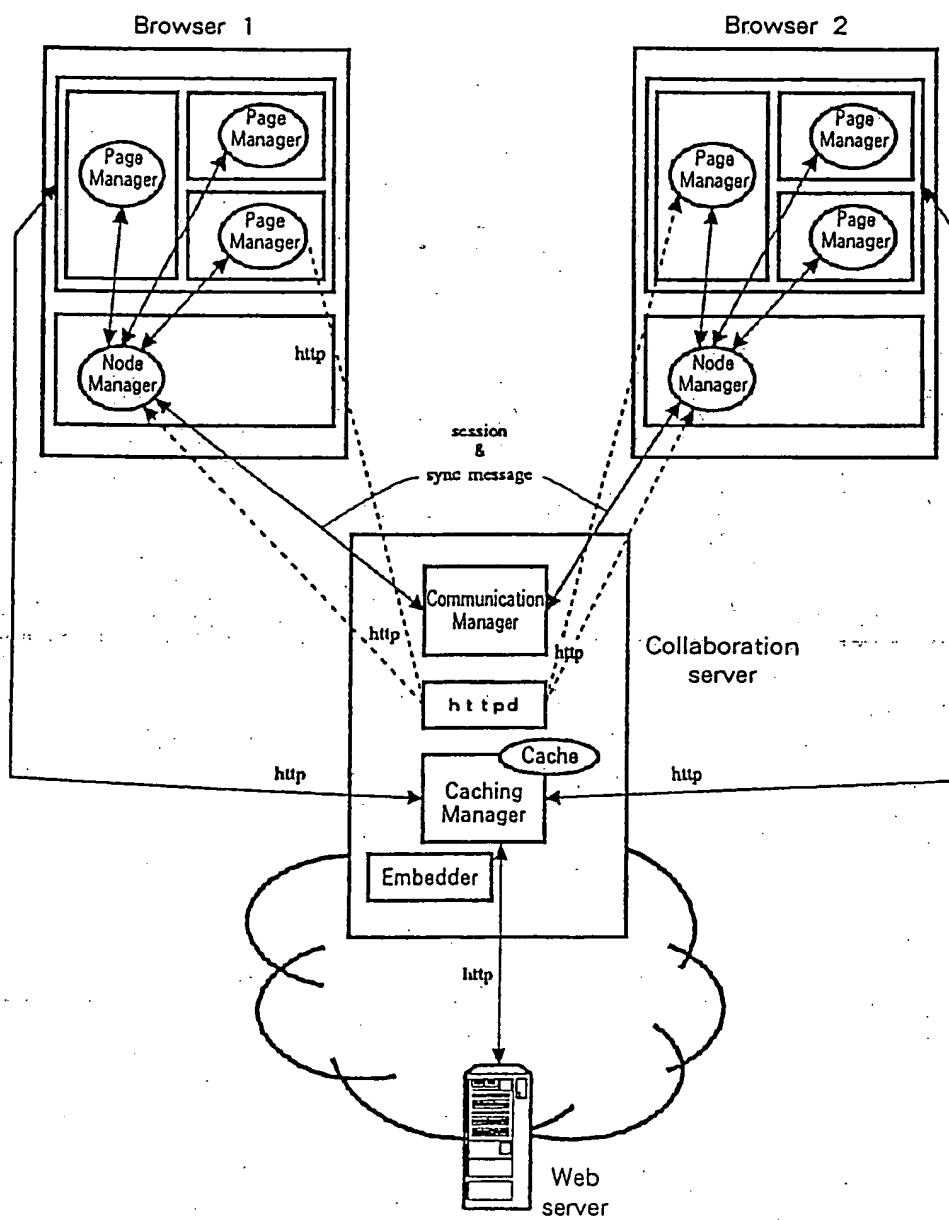 Browser 1
Browser 2
Page
Manager
Page
Manager
Page
Manager
Node
Manager
http
Page
Manager
Page
Manager
Page
Manager
Node
Manager
session
&
sync message
Communication
Manager
http
http
Collaboration
server
httpd
Cache
http
http
Caching
Manager
Embedder
http
Web
server